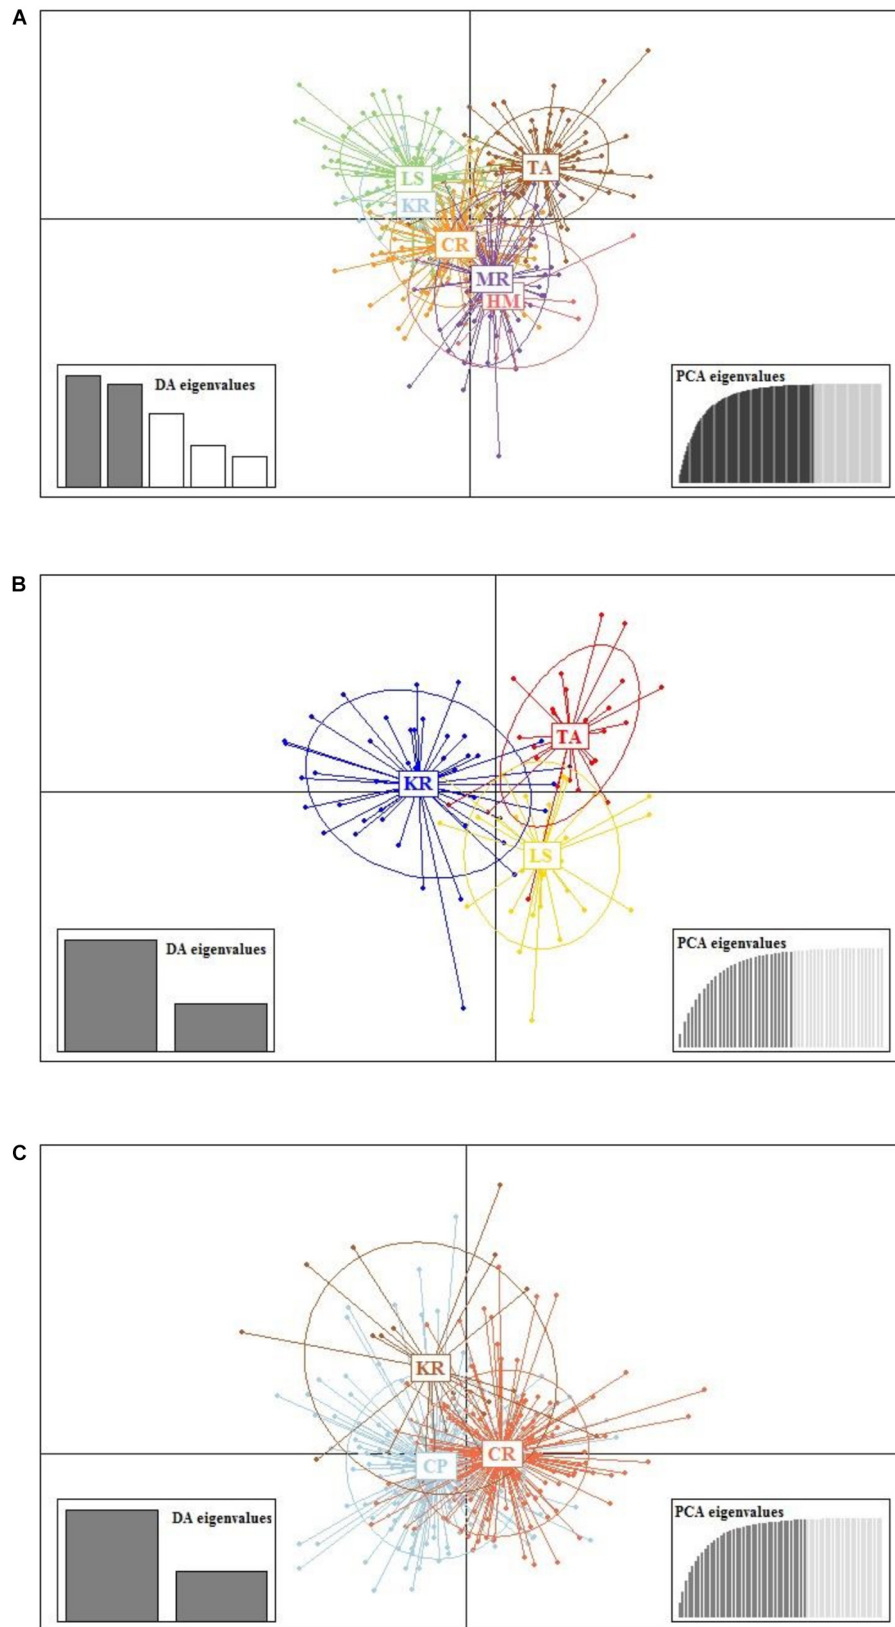 A
LS
TA
KR
CR
MR
HM
DA eigenvalues
PCA eigenvalues
B
TA
KR
LS
DA eigenvalues
PCA eigenvalues
C
KR
CP
CR
DA eigenvalues
PCA eigenvalues